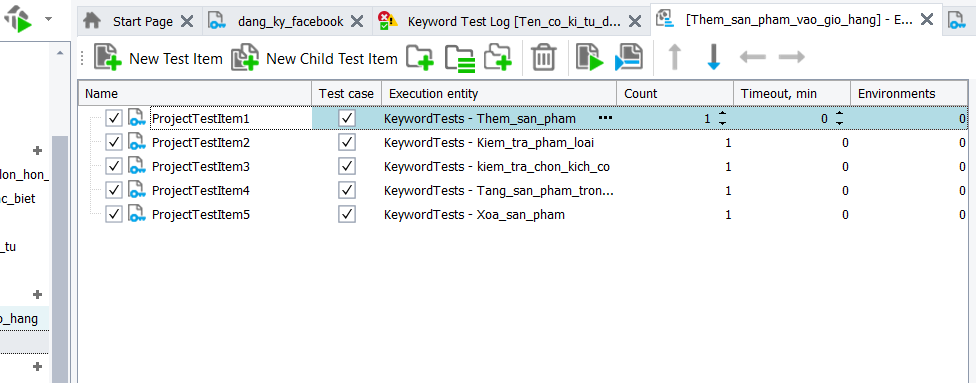 Start Page
dang_ky_facebook
Keyword Test Log [Ten_co_ki_tu_d...
[Them_san_pham_vao_gio_hang] - E...
New Test Item
New Child Test Item
Name Test case Execution entity Count Timeout, min Environments
ProjectTestItem1 KeywordTests - Them_san_pham ... 1 0 0
ProjectTestItem2 KeywordTests - Kiem_tra_pham_loai 1 0 0
ProjectTestItem3 KeywordTests - kiem_tra_chon_kich_co 1 0 0
ProjectTestItem4 KeywordTests - Tang_san_pham_tron... 1 0 0
ProjectTestItem5 KeywordTests - Xoa_san_pham 1 0 0
lon_hon_
ac_biet
_tu
o_hang